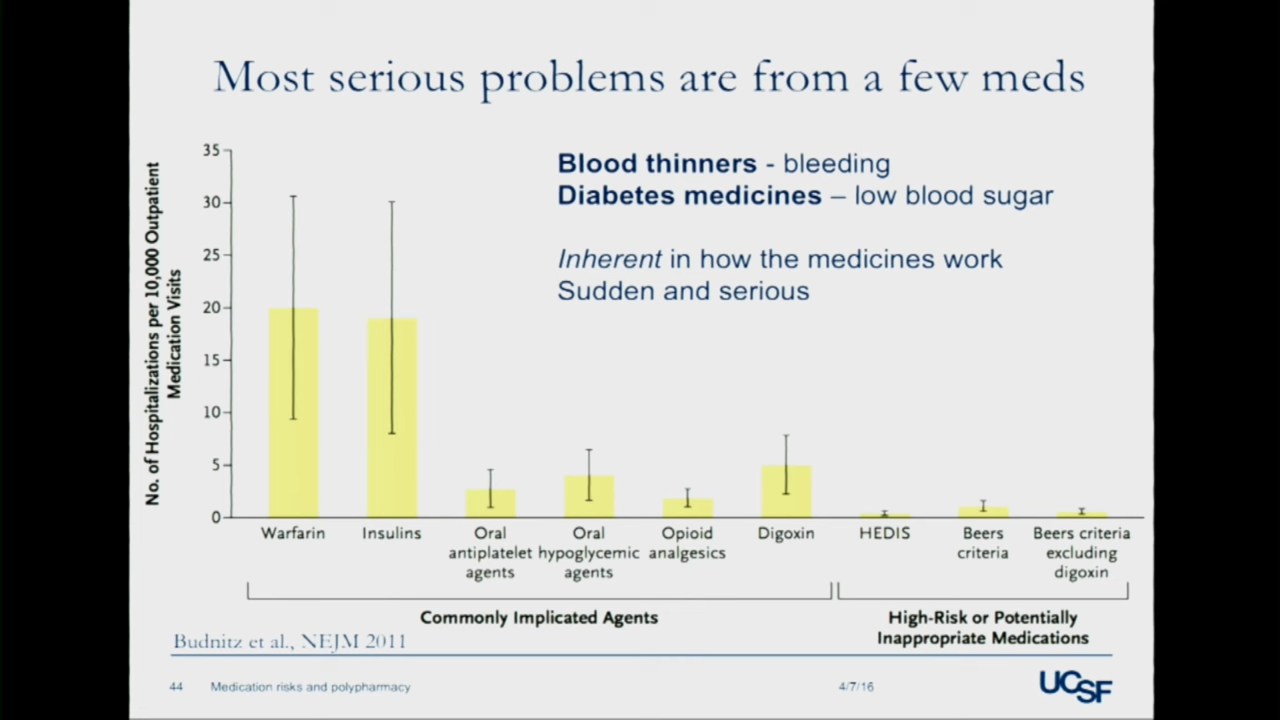 Most serious problems are from a few meds
No. of Hospitalizations per 10,000 Outpatient
Medication Visits
35
30
25
20
15
10
5
0
Blood thinners - bleeding
Diabetes medicines – low blood sugar
Inherent in how the medicines work
Sudden and serious
Warfarin
Insulins
Oral
antiplatelet
agents
Oral
hypoglycemic
agents
Opioid
analgesics
Digoxin
HEDIS
Beers
criteria
Beers criteria
excluding
digoxin
Commonly Implicated Agents
High-Risk or Potentially
Inappropriate Medications
Budnitz et al., NEJM 2011
44 Medication risks and polypharmacy 4/7/16
UCSF